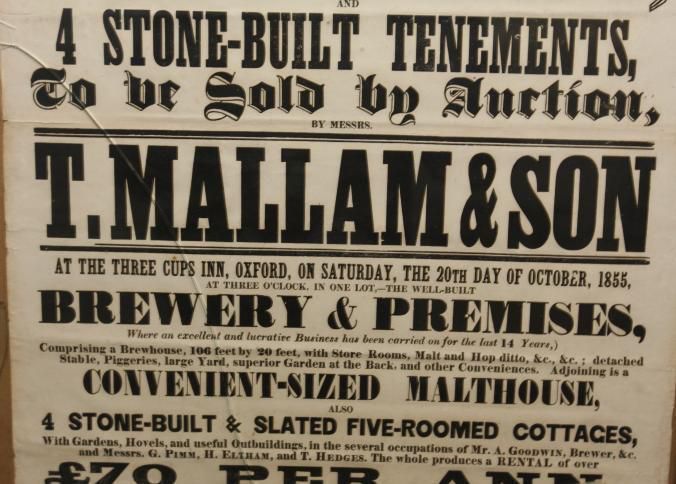 AND
4 STONE-BUILT TENEMENTS,
To be Sold by Auction,
BY MESSRS.
T. MALLAM & SON
AT THE THREE CUPS INN, OXFORD, ON SATURDAY, THE 20TH DAY OF OCTOBER, 1855,
AT THREE O'CLOCK, IN ONE LOT,—THE WELL-BUILT
BREWERY & PREMISES,
Where an excellent and lucrative Business has been carried on for the last 14 Years,)
Comprising a Brewhouse, 106 feet by 20 feet, with Store Rooms, Malt and Hop ditto, &c., &c.; detached
Stable, Piggeries, large Yard, superior Garden at the Back, and other Conveniences. Adjoining is a
CONVENIENT-SIZED MALTHOUSE,
ALSO
4 STONE-BUILT & SLATED FIVE-ROOMED COTTAGES,
With Gardens, Hovels, and useful Outbuildings, in the several occupations of Mr. A. GOODWIN, Brewer, &c.
and Messrs. G. PIMM, H. ELTHAM, and T. HEDGES. The whole produces a RENTAL of over
£70 PER ANN